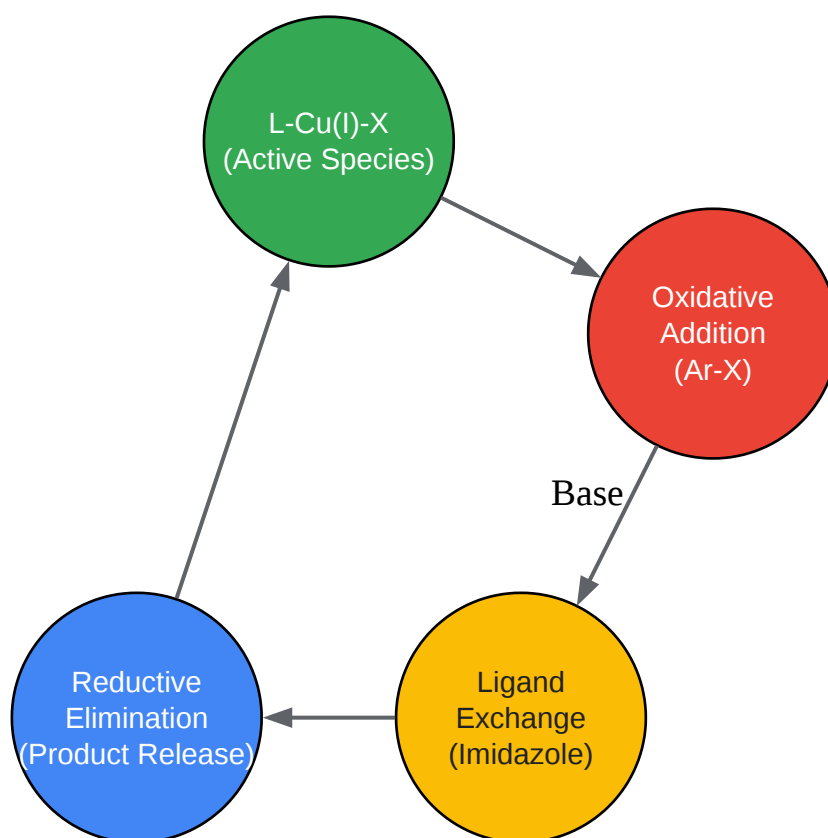 L-Cu(I)-X
(Active Species)
Oxidative
Addition
(Ar-X)
Base
Ligand
Exchange
(Imidazole)
Reductive
Elimination
(Product Release)